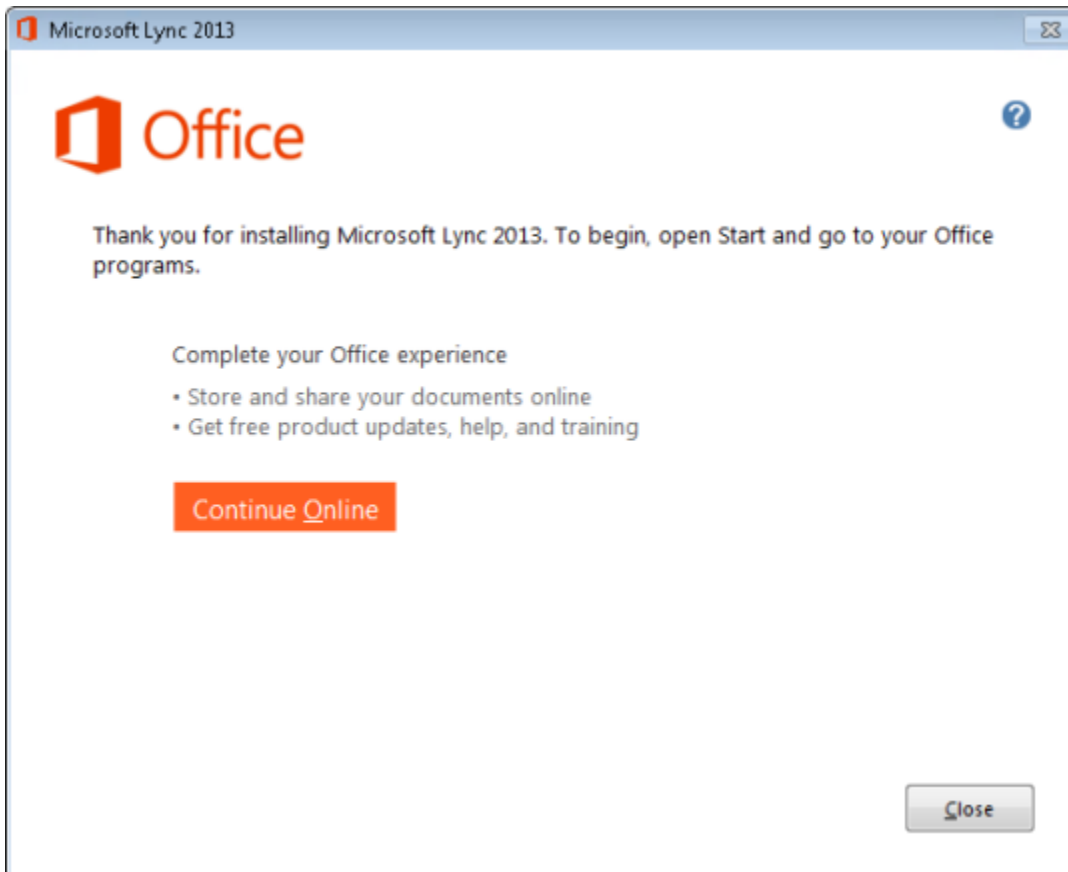 Microsoft Lync 2013
Office
?
Thank you for installing Microsoft Lync 2013. To begin, open Start and go to your Office
programs.
Complete your Office experience
• Store and share your documents online
• Get free product updates, help, and training
Continue Online
Close